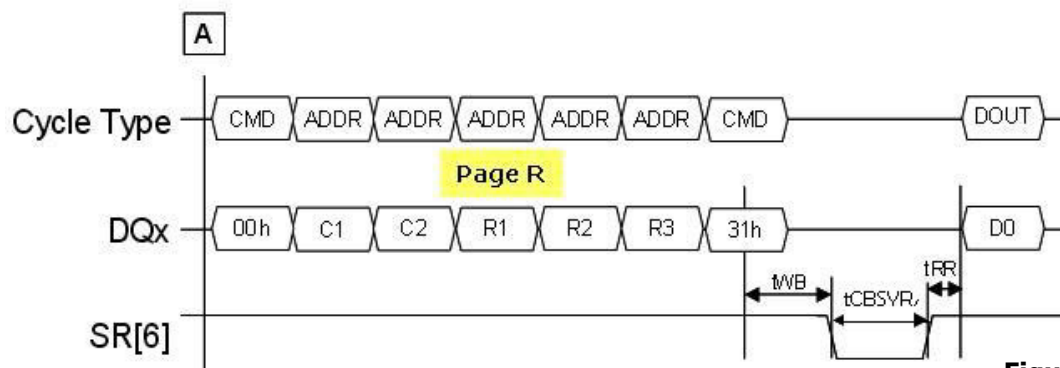 A
Cycle Type CMD ADDR ADDR ADDR ADDR ADDR CMD DOUT
Page R
DQx 00h C1 C2 R1 R2 R3 31h D0
tWB tCBSYR tRR
SR[6]